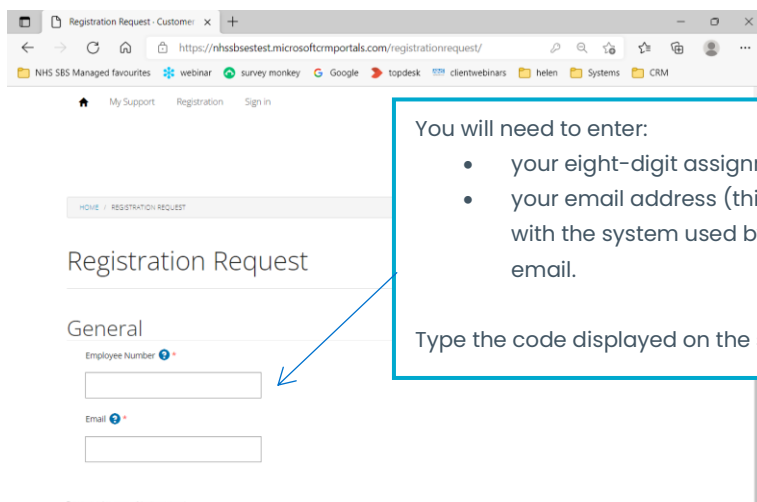 Registration Request - Customer
https://nhssbsestest.microsoftcrmportals.com/registrationrequest/
NHS SBS Managed favourites webinar survey monkey G Google topdesk clientwebinars helen Systems CRM
My Support Registration Sign in
You will need to enter:
• your eight-digit
• your email address
with the system used
email.
Type the code displayed on the
HOME / REGISTRATION REQUEST
Registration Request
General
Employee Number ? *
Email ? *